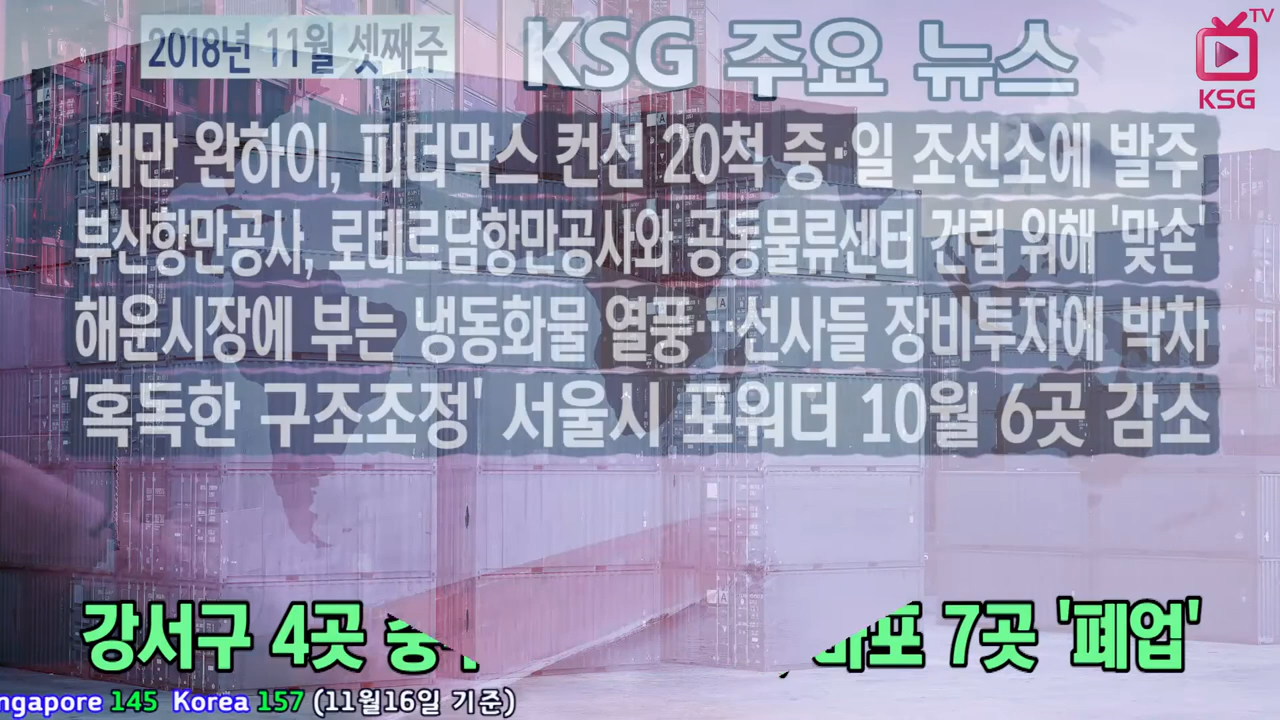 2018년 11월 셋째주
KSG 주요 뉴스
TV
KSG
대만 완하이, 피더막스 컨선 20척 중·일 조선소에 발주
부산항만공사, 로테르담항만공사와 공동물류센터 건립 위해 '맞손'
해운시장에 부는 냉동화물 열풍…선사들 장비투자에 박차
'혹독한 구조조정' 서울시 포워더 10월 6곳 감소
강서구 4곳 7곳 '폐업'
ngapore 145 Korea 157 (11월16일 기준)